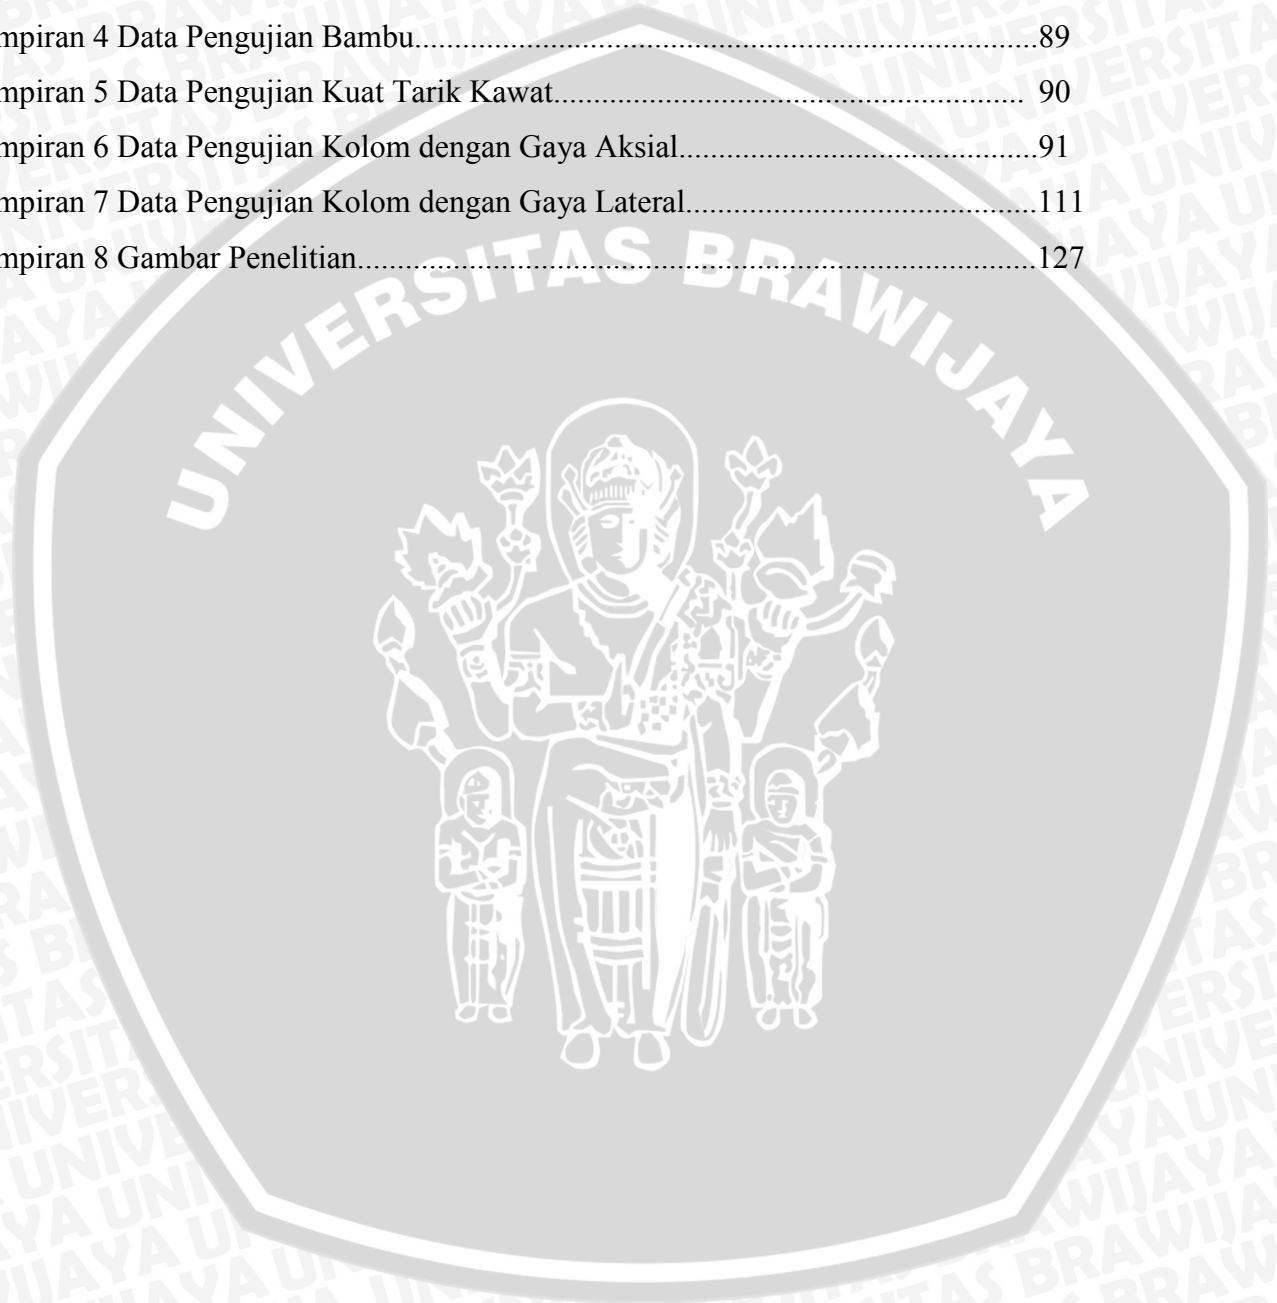 mpiran 4 Data Pengujian Bambu..............................................................................89
mpiran 5 Data Pengujian Kuat Tarik Kawat........................................................... 90
mpiran 6 Data Pengujian Kolom dengan Gaya Aksial.............................................91
mpiran 7 Data Pengujian Kolom dengan Gaya Lateral............................................111
mpiran 8 Gambar Penelitian.....................................................................................127
UNIVERSITAS BRAWIJAYA